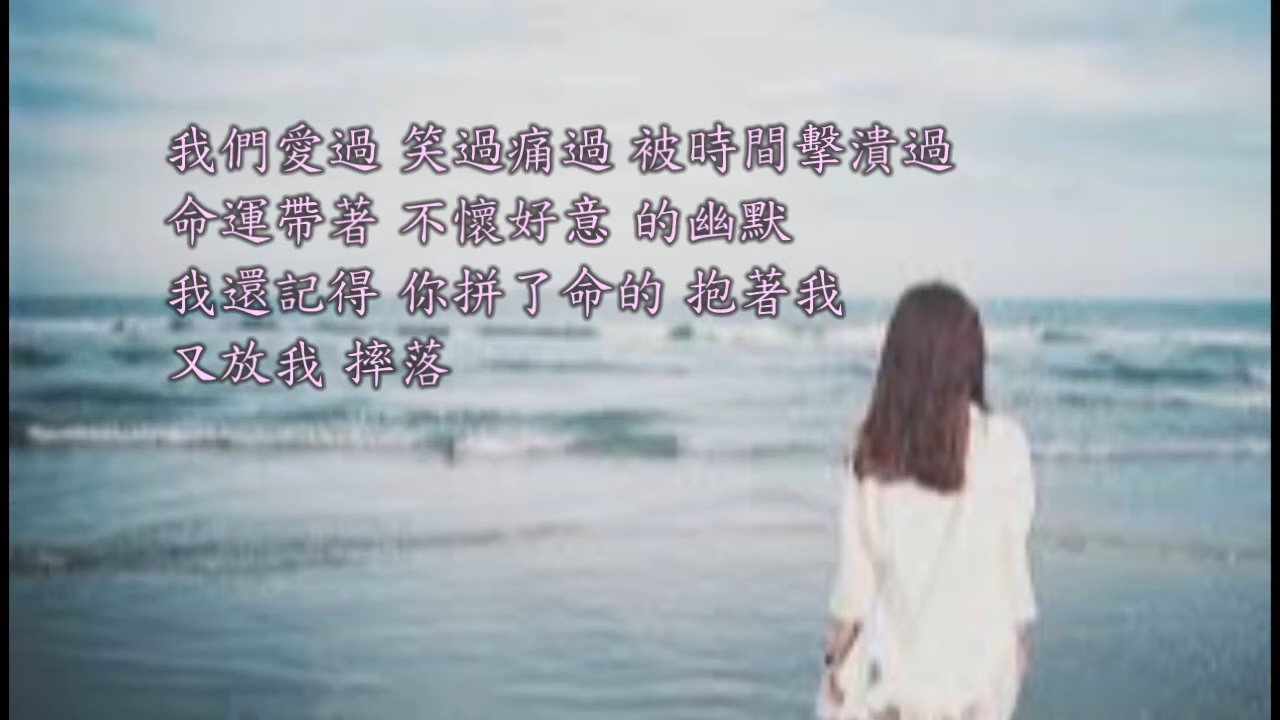 我們愛過 笑過痛過 被時間擊潰過
命運帶著 不懷好意 的幽默
我還記得 你拼了命的 抱著我
又放我 摔落